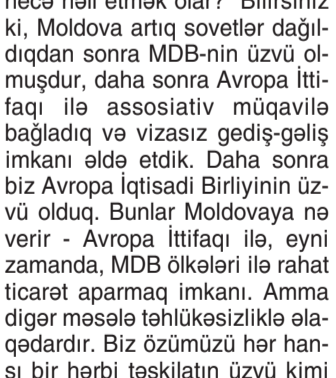 necə həll etmək olar? Bilirsiniz
ki, Moldova artıq sovetlər dağıl-
dıqdan sonra MDB-nin üzvü ol-
muşdur, daha sonra Avropa İtti-
faqı ilə assosiativ müqavilə
bağladıq və vizasız gediş-gəliş
imkanı əldə etdik. Daha sonra
biz Avropa İqtisadi Birliyinin üz-
vü olduq. Bunlar Moldovaya nə
verir - Avropa İttifaqı ilə, eyni
zamanda, MDB ölkələri ilə rahat
ticarət aparmaq imkanı. Amma
digər məsələ təhlükəsizliklə əla-
qədardır. Biz özümüzü hər han-
sı bir hərbi təşkilatın üzvü kimi